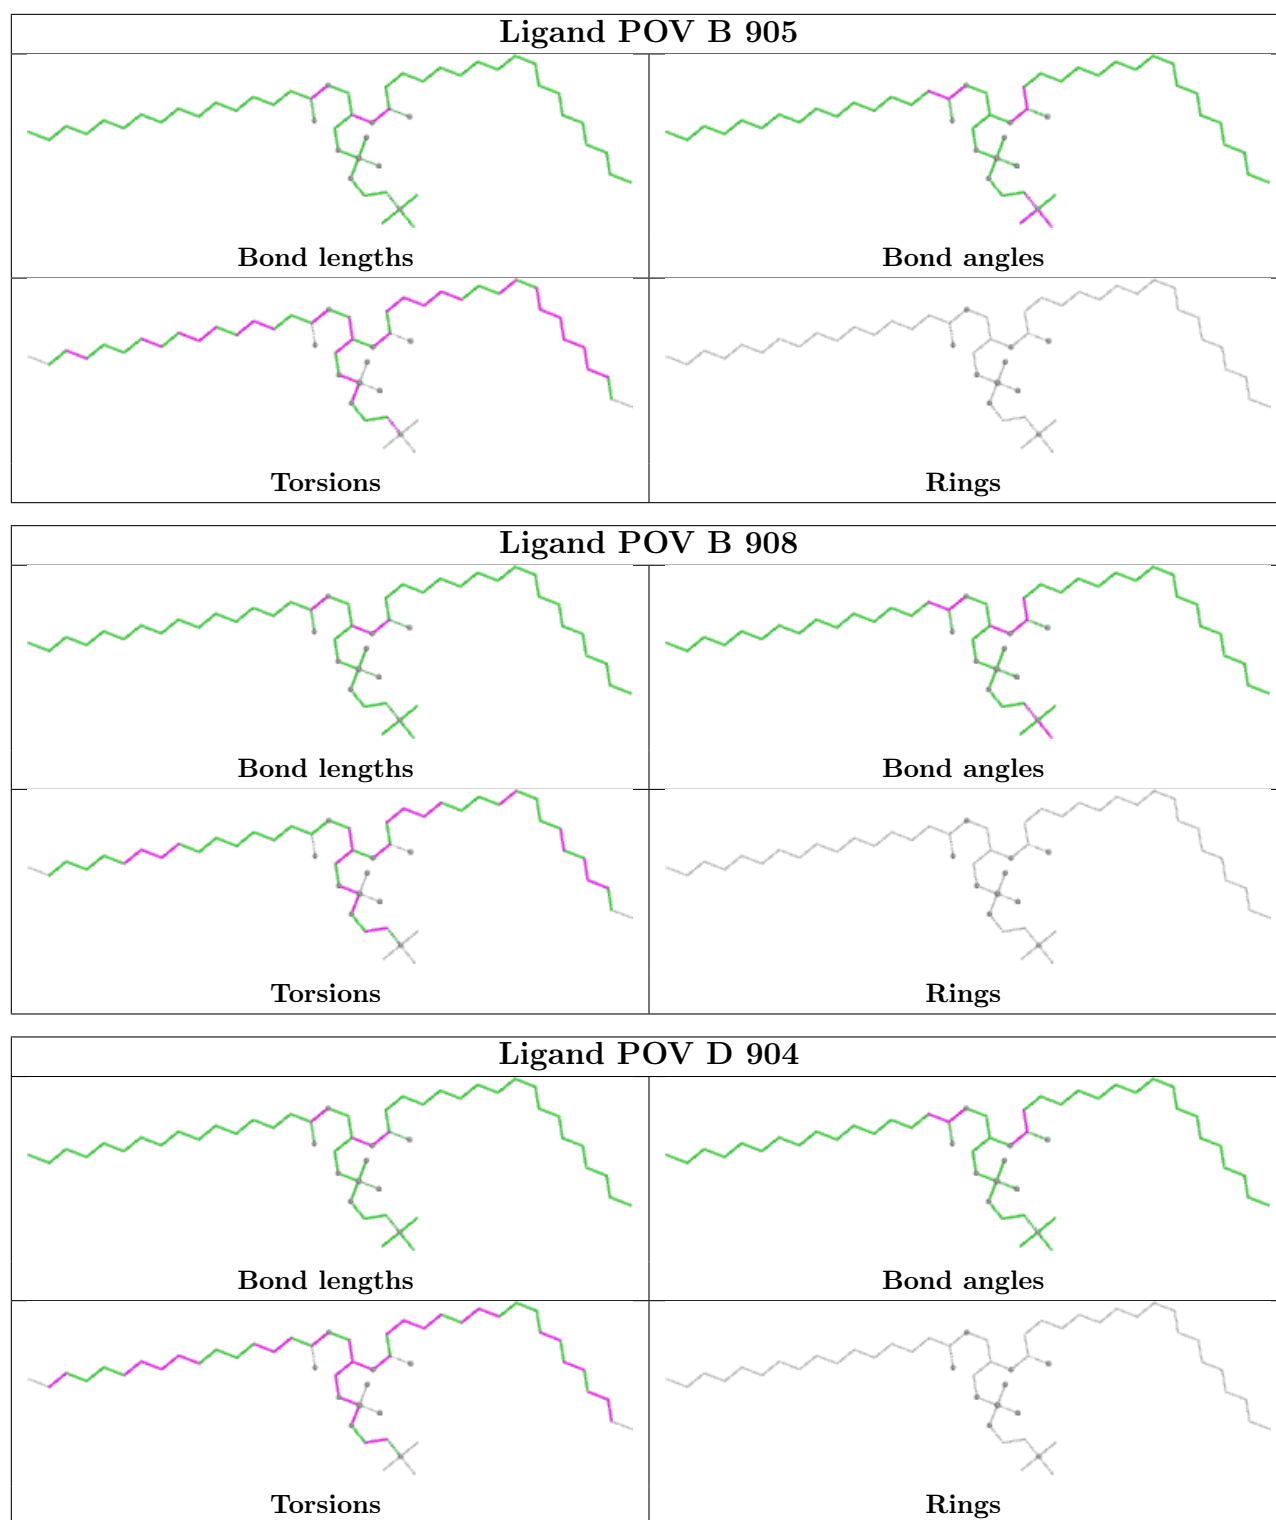 Ligand POV B 905
Bond lengths
Bond angles
Torsions
Rings
Ligand POV B 908
Bond lengths
Bond angles
Torsions
Rings
Ligand POV D 904
Bond lengths
Bond angles
Torsions
Rings